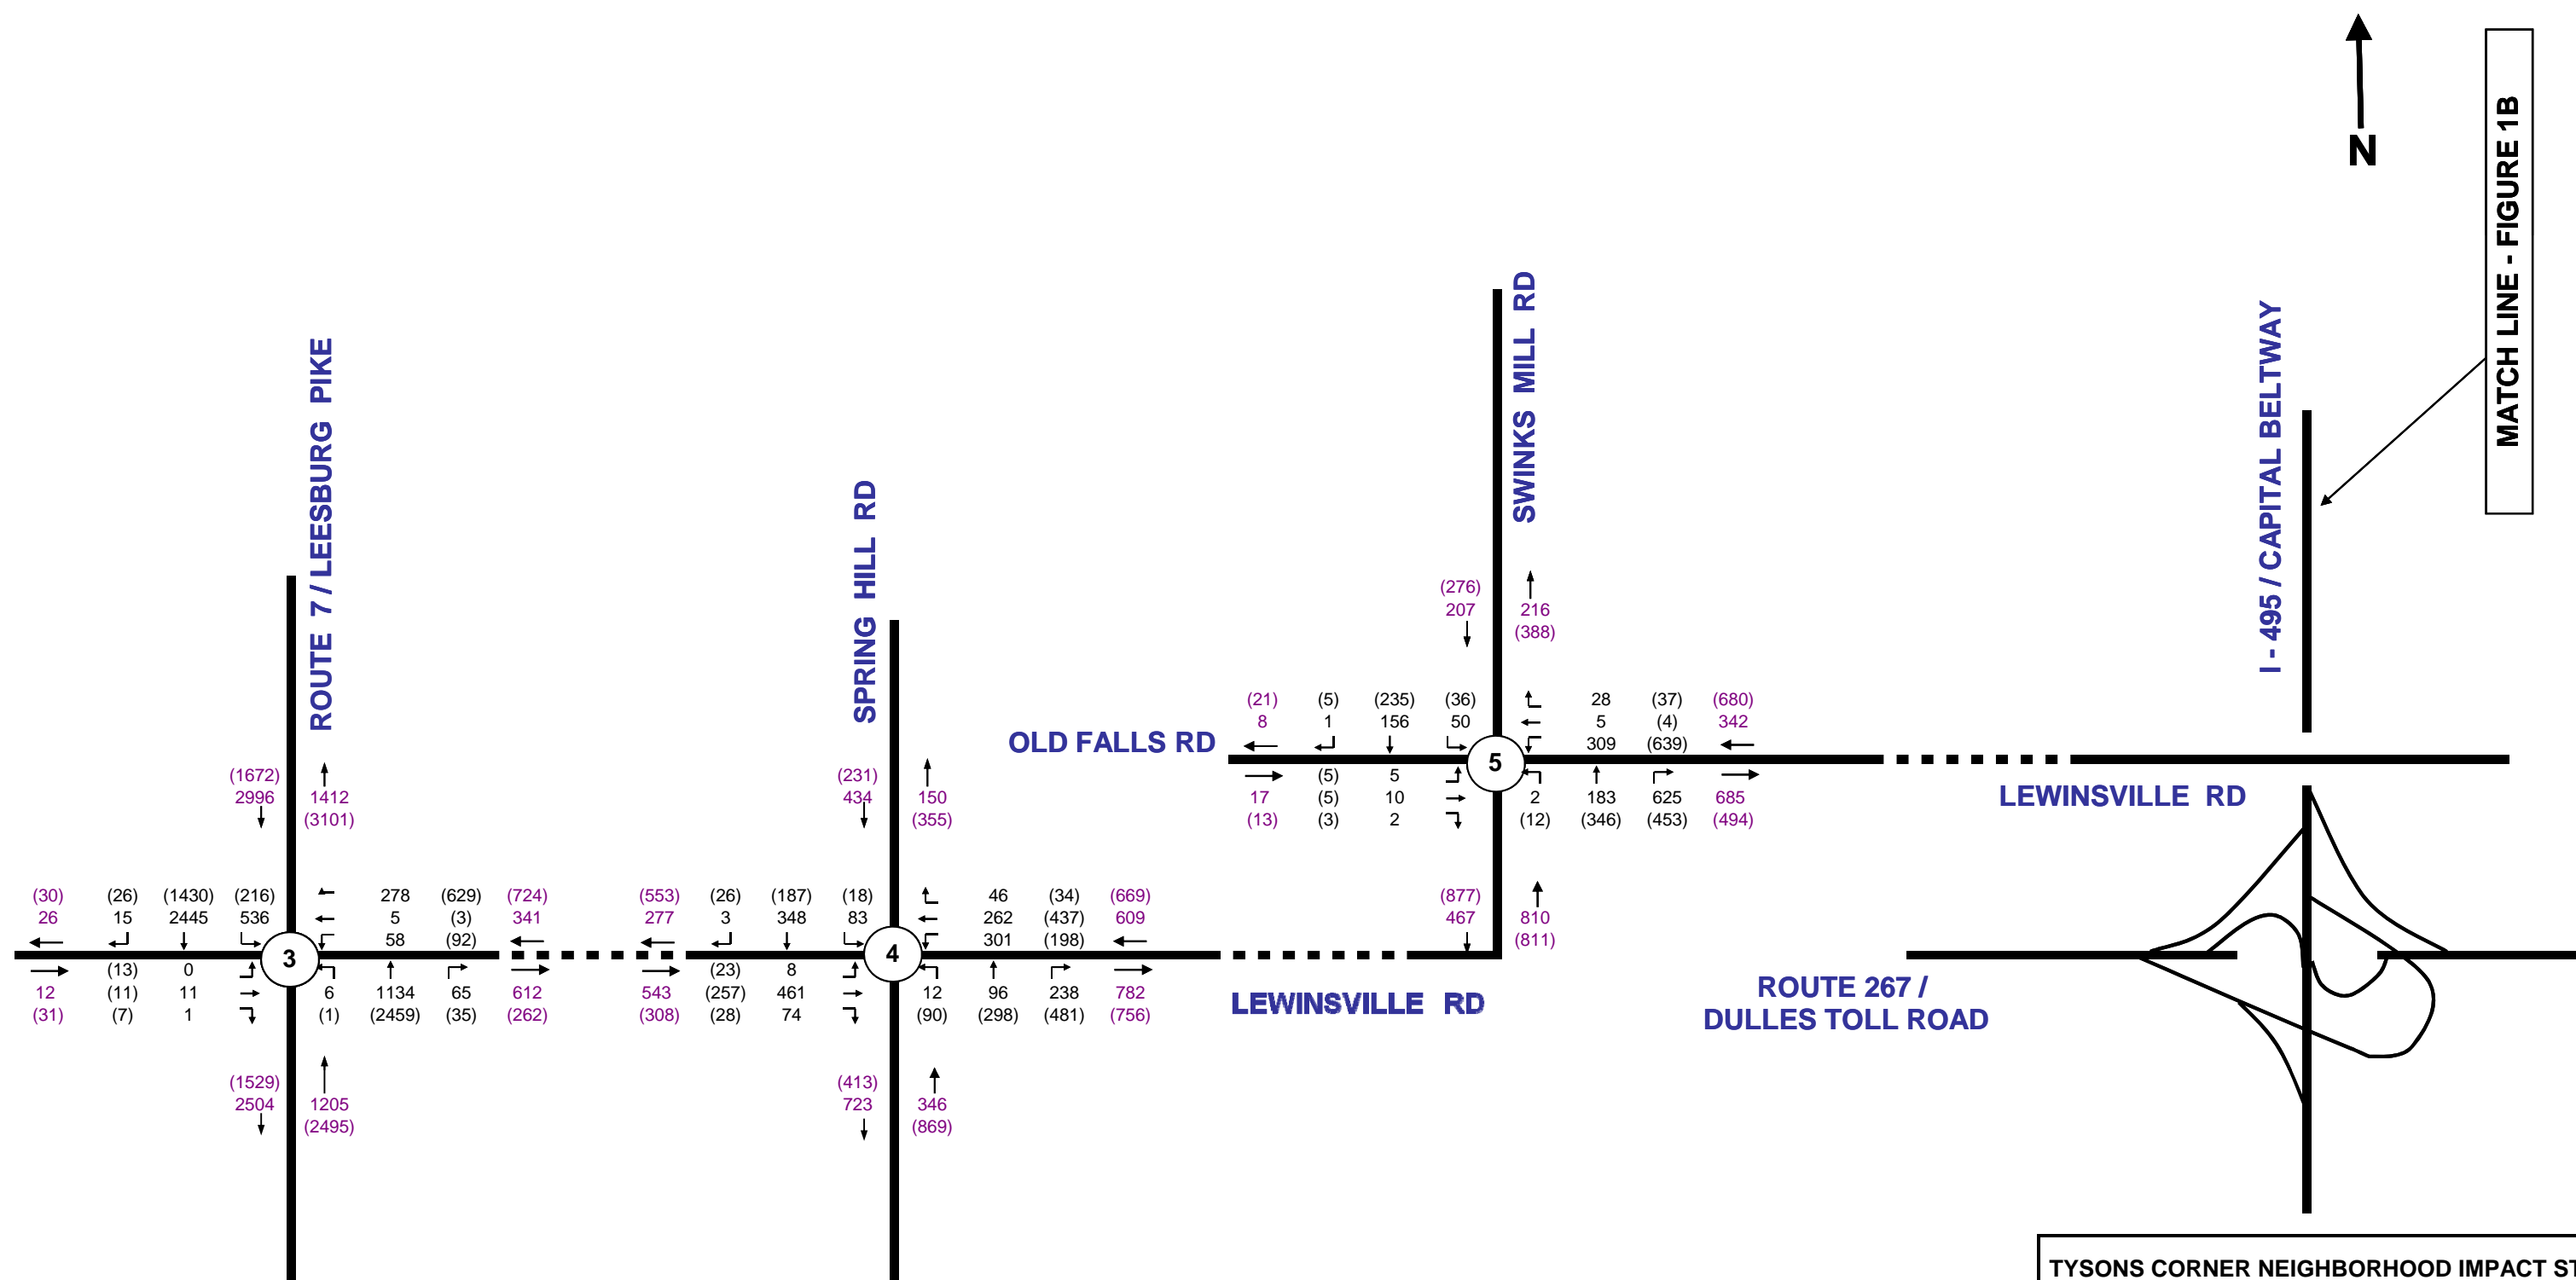 N
MATCH LINE - FIGURE 1B
ROUTE 7 / LEESBURG PIKE
SPRING HILL RD
SWINKS MILL RD
I - 495 / CAPITAL BELTWAY
(276)
207 216
(388)
(21) (5) (235) (36) 28 (37) (680)
8 1 156 50 5 (4) 342
OLD FALLS RD 309 (639)
5
(5) 5
17 (5) 10 2 183 625 685
(13) (3) 2 (12) (346) (453) (494)
LEWINSVILLE RD
(1672) (231)
2996 1412 434 150
(3101) (355)
(30) (26) (1430) (216) 278 (629) (724) (553) (26) (187) (18) 46 (34) (669) (877)
26 15 2445 536 5 (3) 341 277 3 348 83 262 (437) 609 467 810
58 (92) 301 (198) (811)
3 4
(13) 0 (23) 8
12 (11) 11 6 1134 65 612 543 (257) 461 12 96 238 782
(31) (7) 1 (1) (2459) (35) (262) (308) (28) 74 (90) (298) (481) (756)
LEWINSVILLE RD
ROUTE 267 /
DULLES TOLL ROAD
(1529) (413)
2504 1205 723 346
(2495) (869)
TYSONS CORNER NEIGHBORHOOD IMPACT ST